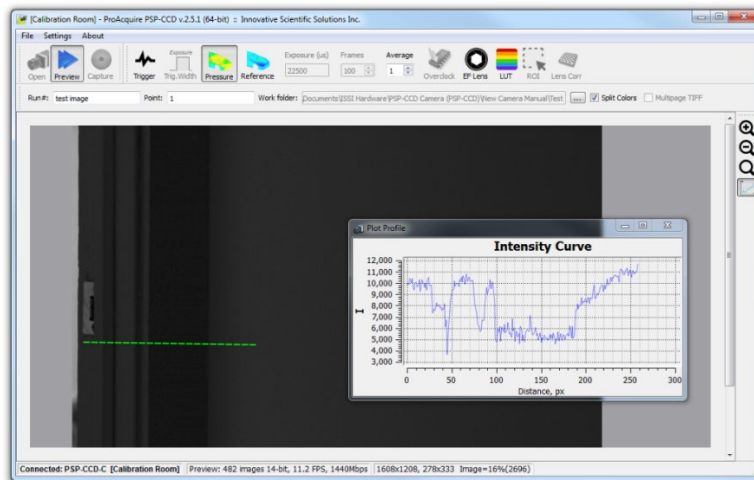 [Calibration Room] - ProAcquire PSP-CCD v.2.5.1 (64-bit) :: Innovative Scientific Solutions Inc.
File Settings About
Exposure Exposure (us) Frames Average
22500 100 1
Open Preview Capture Trigger Trig.Width Pressure Reference Overclock EF Lens LUT ROI Lens Corr
Run#: test image Point: 1 Work folder: Documents\ISSI Hardware\PSP-CCD Camera (PSP-CCD)\New Camera Manual\Test ... Split Colors Multipage TIFF
Plot Profile
Intensity Curve
12,000
11,000
10,000
9,000
8,000
7,000
6,000
5,000
4,000
3,000
I
0 50 100 150 200 250 300
Distance, px
Connected: PSP-CCD-C [Calibration Room] Preview: 482 images 14-bit, 11.2 FPS, 1440Mbps 1608x1208, 278x333 Image=16%(2696)